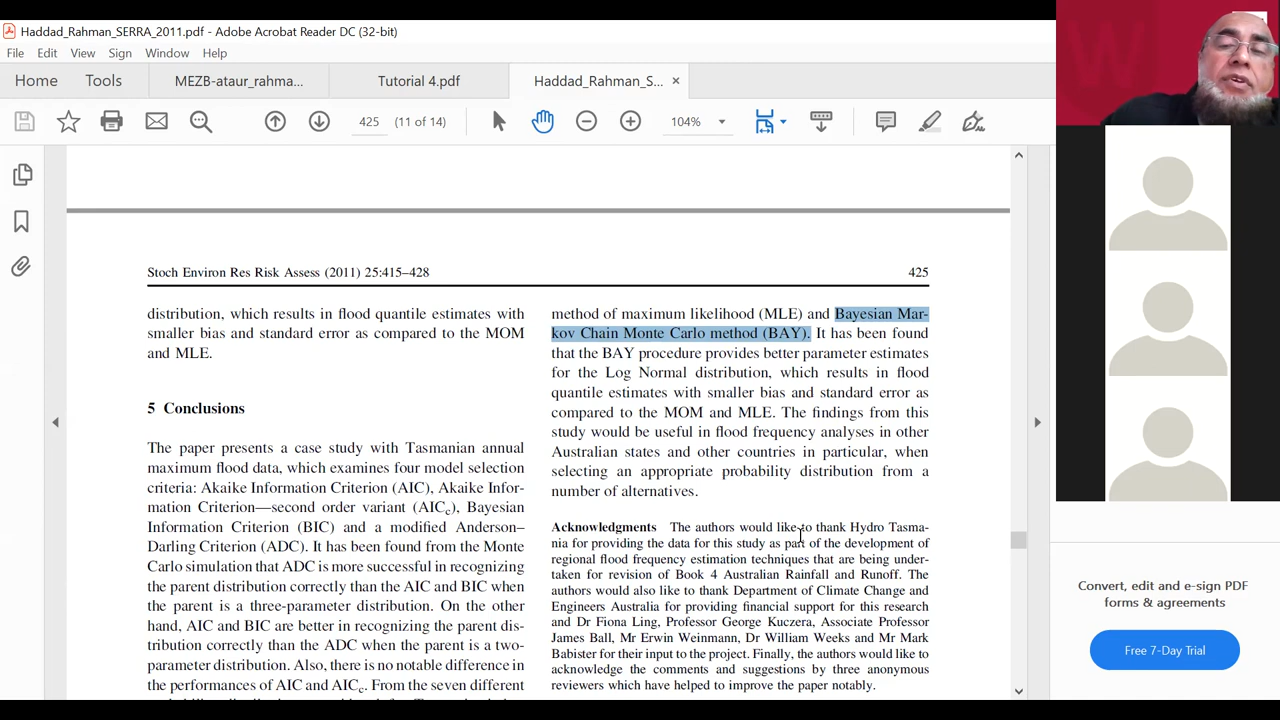 Haddad_Rahman_SERRA_2011.pdf - Adobe Acrobat Reader DC (32-bit)
File Edit View Sign Window Help
Home Tools MEZB-ataur_rahma... Tutorial 4.pdf Haddad_Rahman_S... ×
425 (11 of 14) 104%
Stoch Environ Res Risk Assess (2011) 25:415–428 425
distribution, which results in flood quantile estimates with
smaller bias and standard error as compared to the MOM
and MLE.
5 Conclusions
The paper presents a case study with Tasmanian annual
maximum flood data, which examines four model selection
criteria: Akaike Information Criterion (AIC), Akaike Infor-
mation Criterion—second order variant (AICc), Bayesian
Information Criterion (BIC) and a modified Anderson–
Darling Criterion (ADC). It has been found from the Monte
Carlo simulation that ADC is more successful in recognizing
the parent distribution correctly than the AIC and BIC when
the parent is a three-parameter distribution. On the other
hand, AIC and BIC are better in recognizing the parent dis-
tribution correctly than the ADC when the parent is a two-
parameter distribution. Also, there is no notable difference in
the performances of AIC and AICc. From the seven different
method of maximum likelihood (MLE) and Bayesian Mar-
kov Chain Monte Carlo method (BAY). It has been found
that the BAY procedure provides better parameter estimates
for the Log Normal distribution, which results in flood
quantile estimates with smaller bias and standard error as
compared to the MOM and MLE. The findings from this
study would be useful in flood frequency analyses in other
Australian states and other countries in particular, when
selecting an appropriate probability distribution from a
number of alternatives.
Acknowledgments The authors would like to thank Hydro Tasma-
nia for providing the data for this study as part of the development of
regional flood frequency estimation techniques that are being under-
taken for revision of Book 4 Australian Rainfall and Runoff. The
authors would also like to thank Department of Climate Change and
Engineers Australia for providing financial support for this research
and Dr Fiona Ling, Professor George Kuczera, Associate Professor
James Ball, Mr Erwin Weinmann, Dr William Weeks and Mr Mark
Babister for their input to the project. Finally, the authors would like to
acknowledge the comments and suggestions by three anonymous
reviewers which have helped to improve the paper notably.
Convert, edit and e-sign PDF
forms & agreements
Free 7-Day Trial